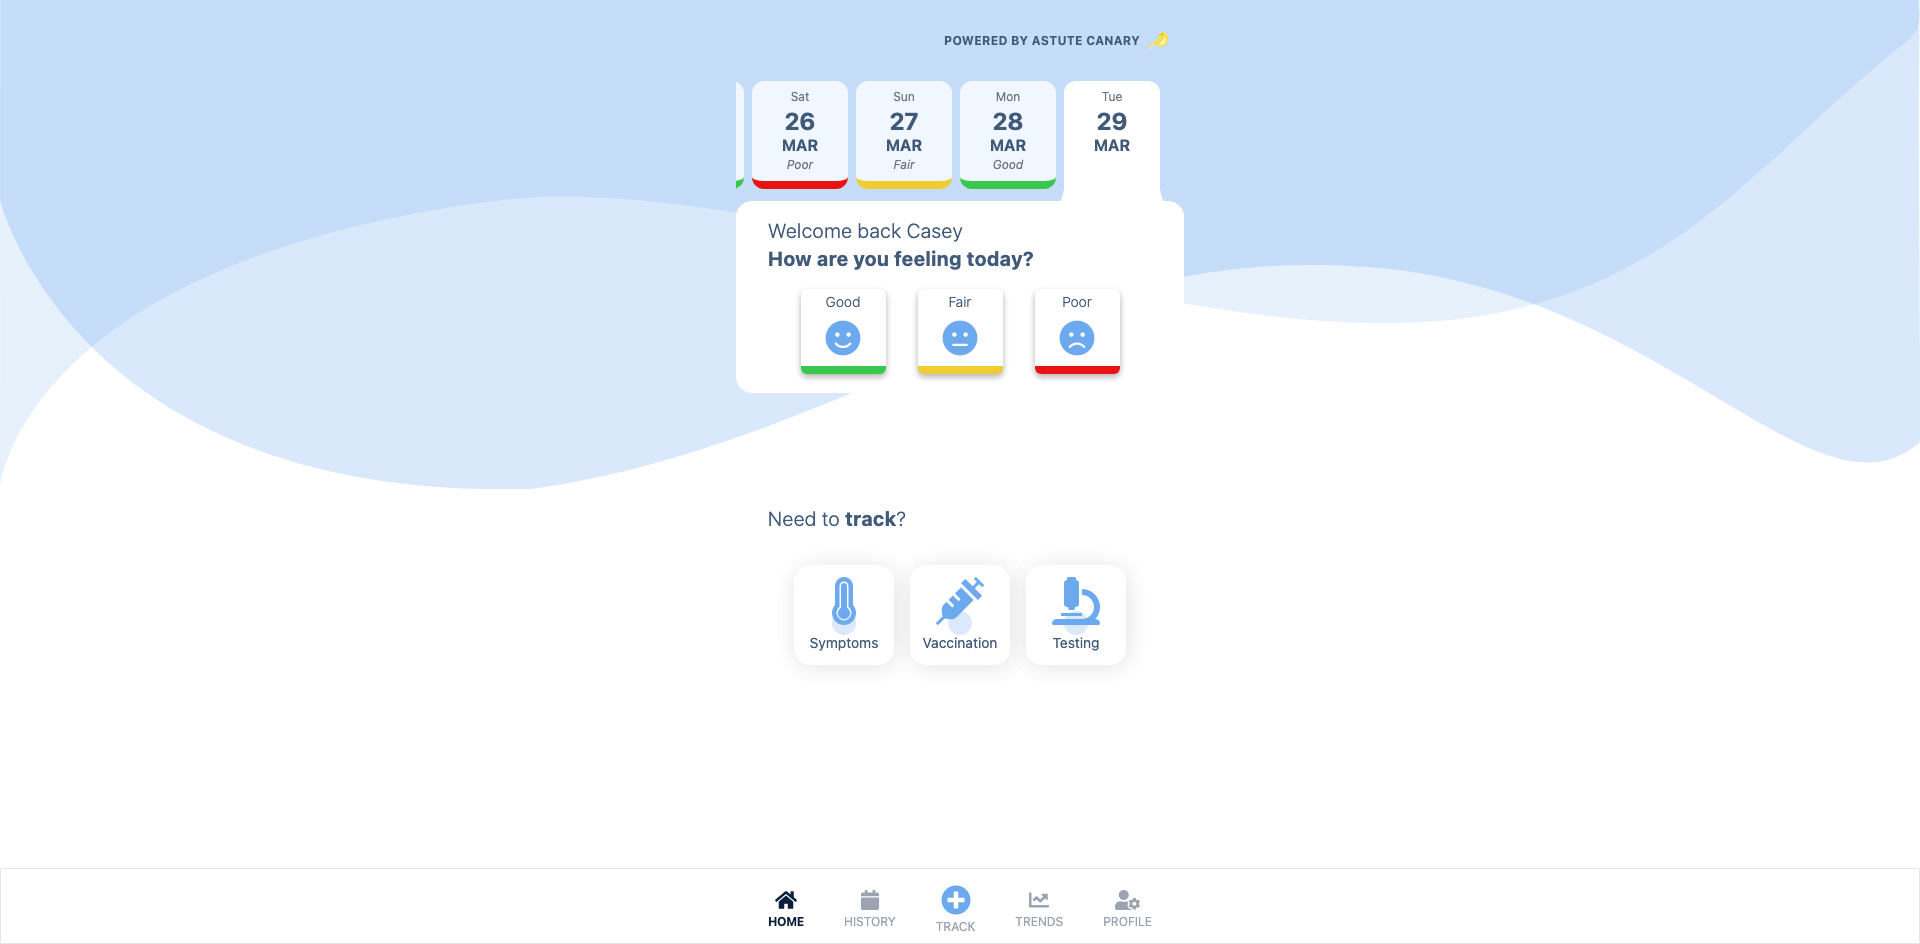 POWERED BY ASTUTE CANARY
Sat
26
MAR
Poor
Sun
27
MAR
Fair
Mon
28
MAR
Good
Tue
29
MAR
Welcome back Casey
How are you feeling today?
Good
Fair
Poor
Need to track?
Symptoms
Vaccination
Testing
HOME
HISTORY
TRACK
TRENDS
PROFILE